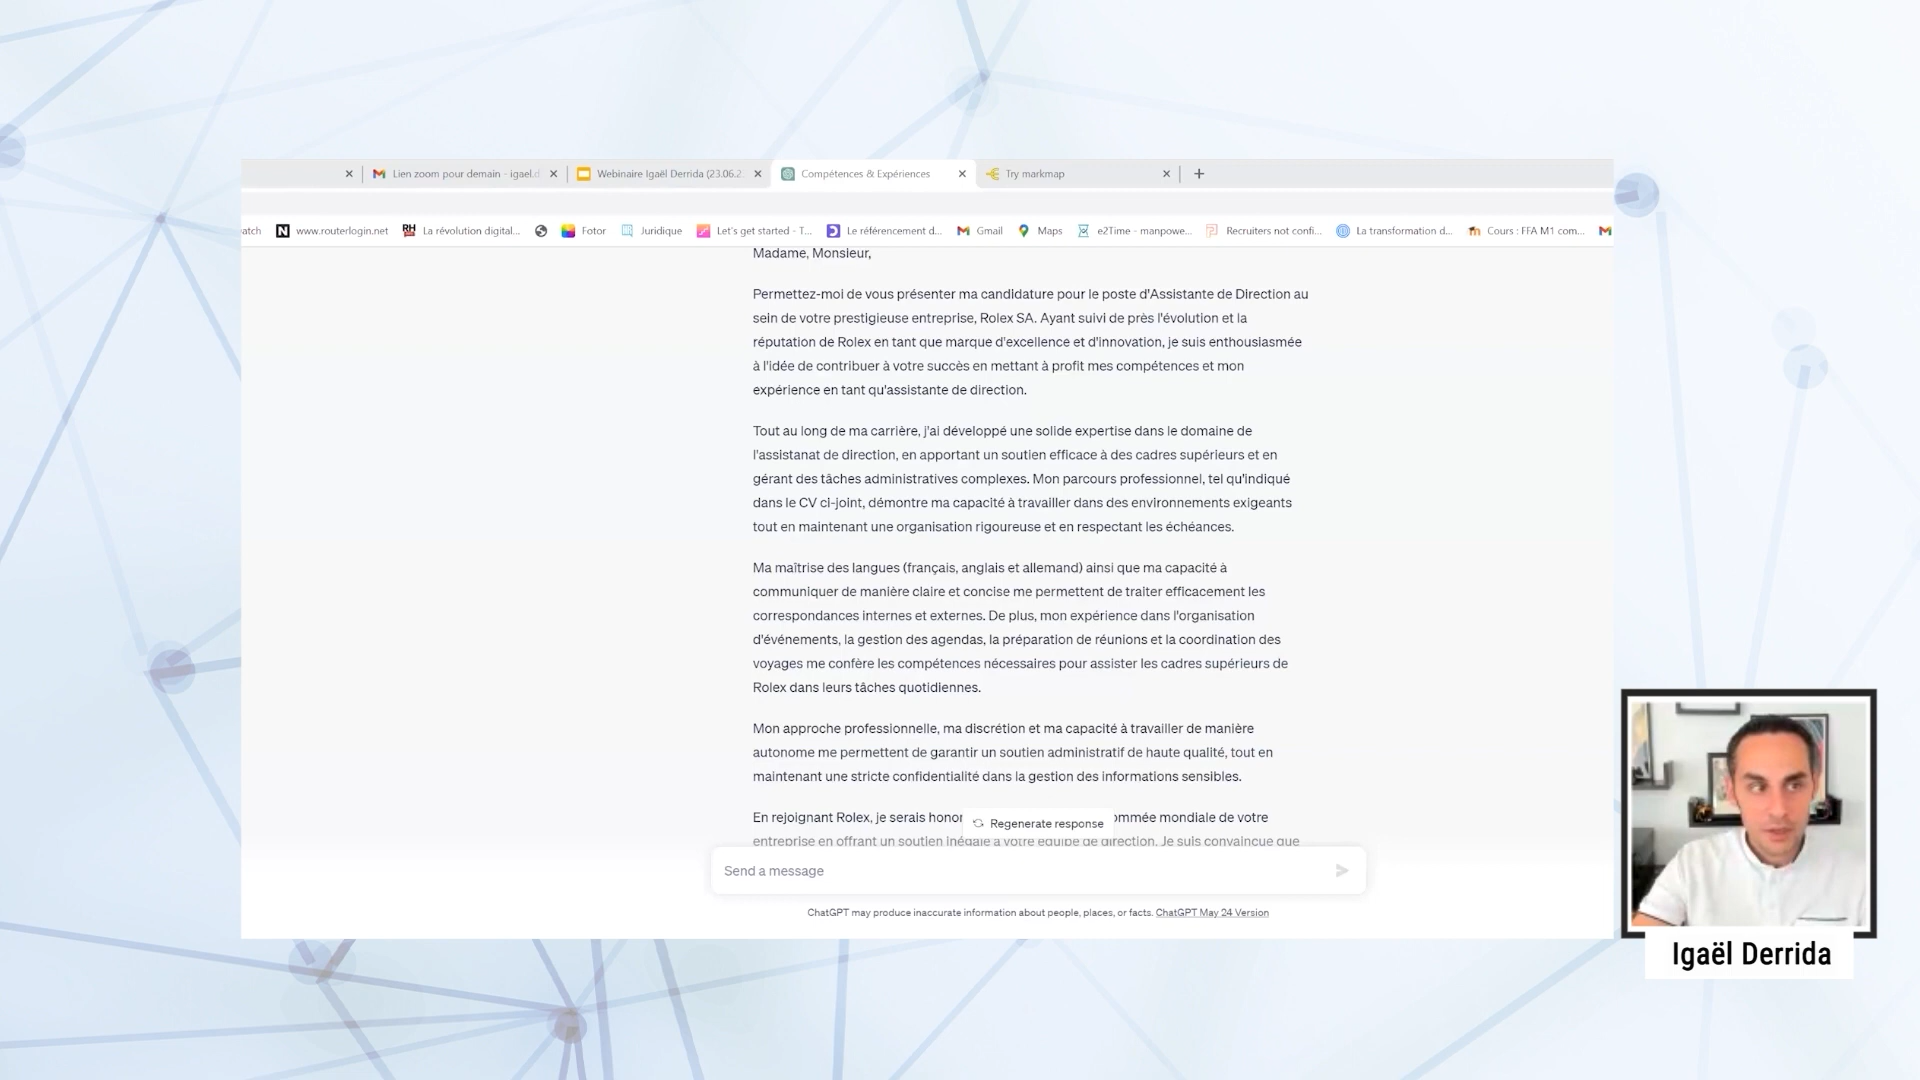 Lien zoom pour demain - igael.d
Webinaire Igaël Derrida (23.06.2
Compétences & Expériences
Try markmap
atch
www.routerlogin.net
RH
La révolution digital...
Fotor
Juridique
Let's get started - T...
Le référencement d...
Gmail
Maps
e2Time - manpowe...
Recruiters not confi...
La transformation d...
Cours : FFA M1 com...
Madame, Monsieur,
Permettez-moi de vous présenter ma candidature pour le poste d'Assistante de Direction au
sein de votre prestigieuse entreprise, Rolex SA. Ayant suivi de près l'évolution et la
réputation de Rolex en tant que marque d'excellence et d'innovation, je suis enthousiasmée
à l'idée de contribuer à votre succès en mettant à profit mes compétences et mon
expérience en tant qu'assistante de direction.
Tout au long de ma carrière, j'ai développé une solide expertise dans le domaine de
l'assistanat de direction, en apportant un soutien efficace à des cadres supérieurs et en
gérant des tâches administratives complexes. Mon parcours professionnel, tel qu'indiqué
dans le CV ci-joint, démontre ma capacité à travailler dans des environnements exigeants
tout en maintenant une organisation rigoureuse et en respectant les échéances.
Ma maîtrise des langues (français, anglais et allemand) ainsi que ma capacité à
communiquer de manière claire et concise me permettent de traiter efficacement les
correspondances internes et externes. De plus, mon expérience dans l'organisation
d'événements, la gestion des agendas, la préparation de réunions et la coordination des
voyages me confère les compétences nécessaires pour assister les cadres supérieurs de
Rolex dans leurs tâches quotidiennes.
Mon approche professionnelle, ma discrétion et ma capacité à travailler de manière
autonome me permettent de garantir un soutien administratif de haute qualité, tout en
maintenant une stricte confidentialité dans la gestion des informations sensibles.
En rejoignant Rolex, je serais honor
Regenerate response
ommée mondiale de votre
entreprise en offrant un soutien inégalé à votre équipe de direction. Je suis convaincue que
Send a message
ChatGPT may produce inaccurate information about people, places, or facts. ChatGPT May 24 Version
Igaël Derrida